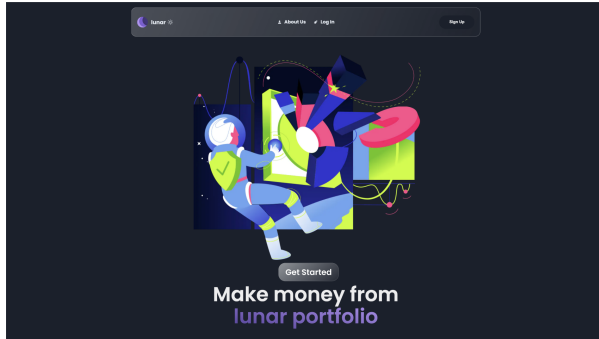 lunar
About Us
Log In
Sign Up
Get Started
Make money from
lunar portfolio